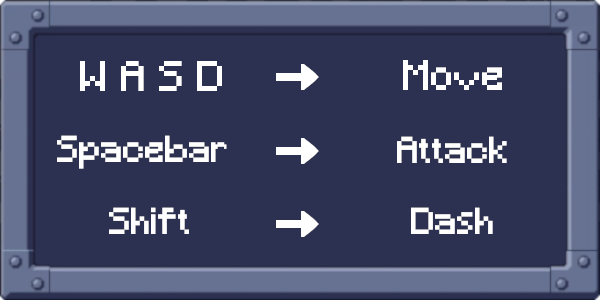 W A S D → Move
Spacebar → Attack
Shift → Dash